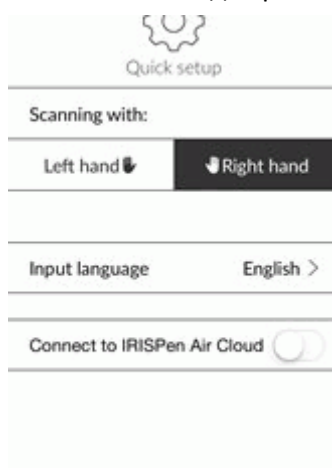 Quick setup
Scanning with:
Left hand Right hand
Input language English >
Connect to IRISPen Air Cloud